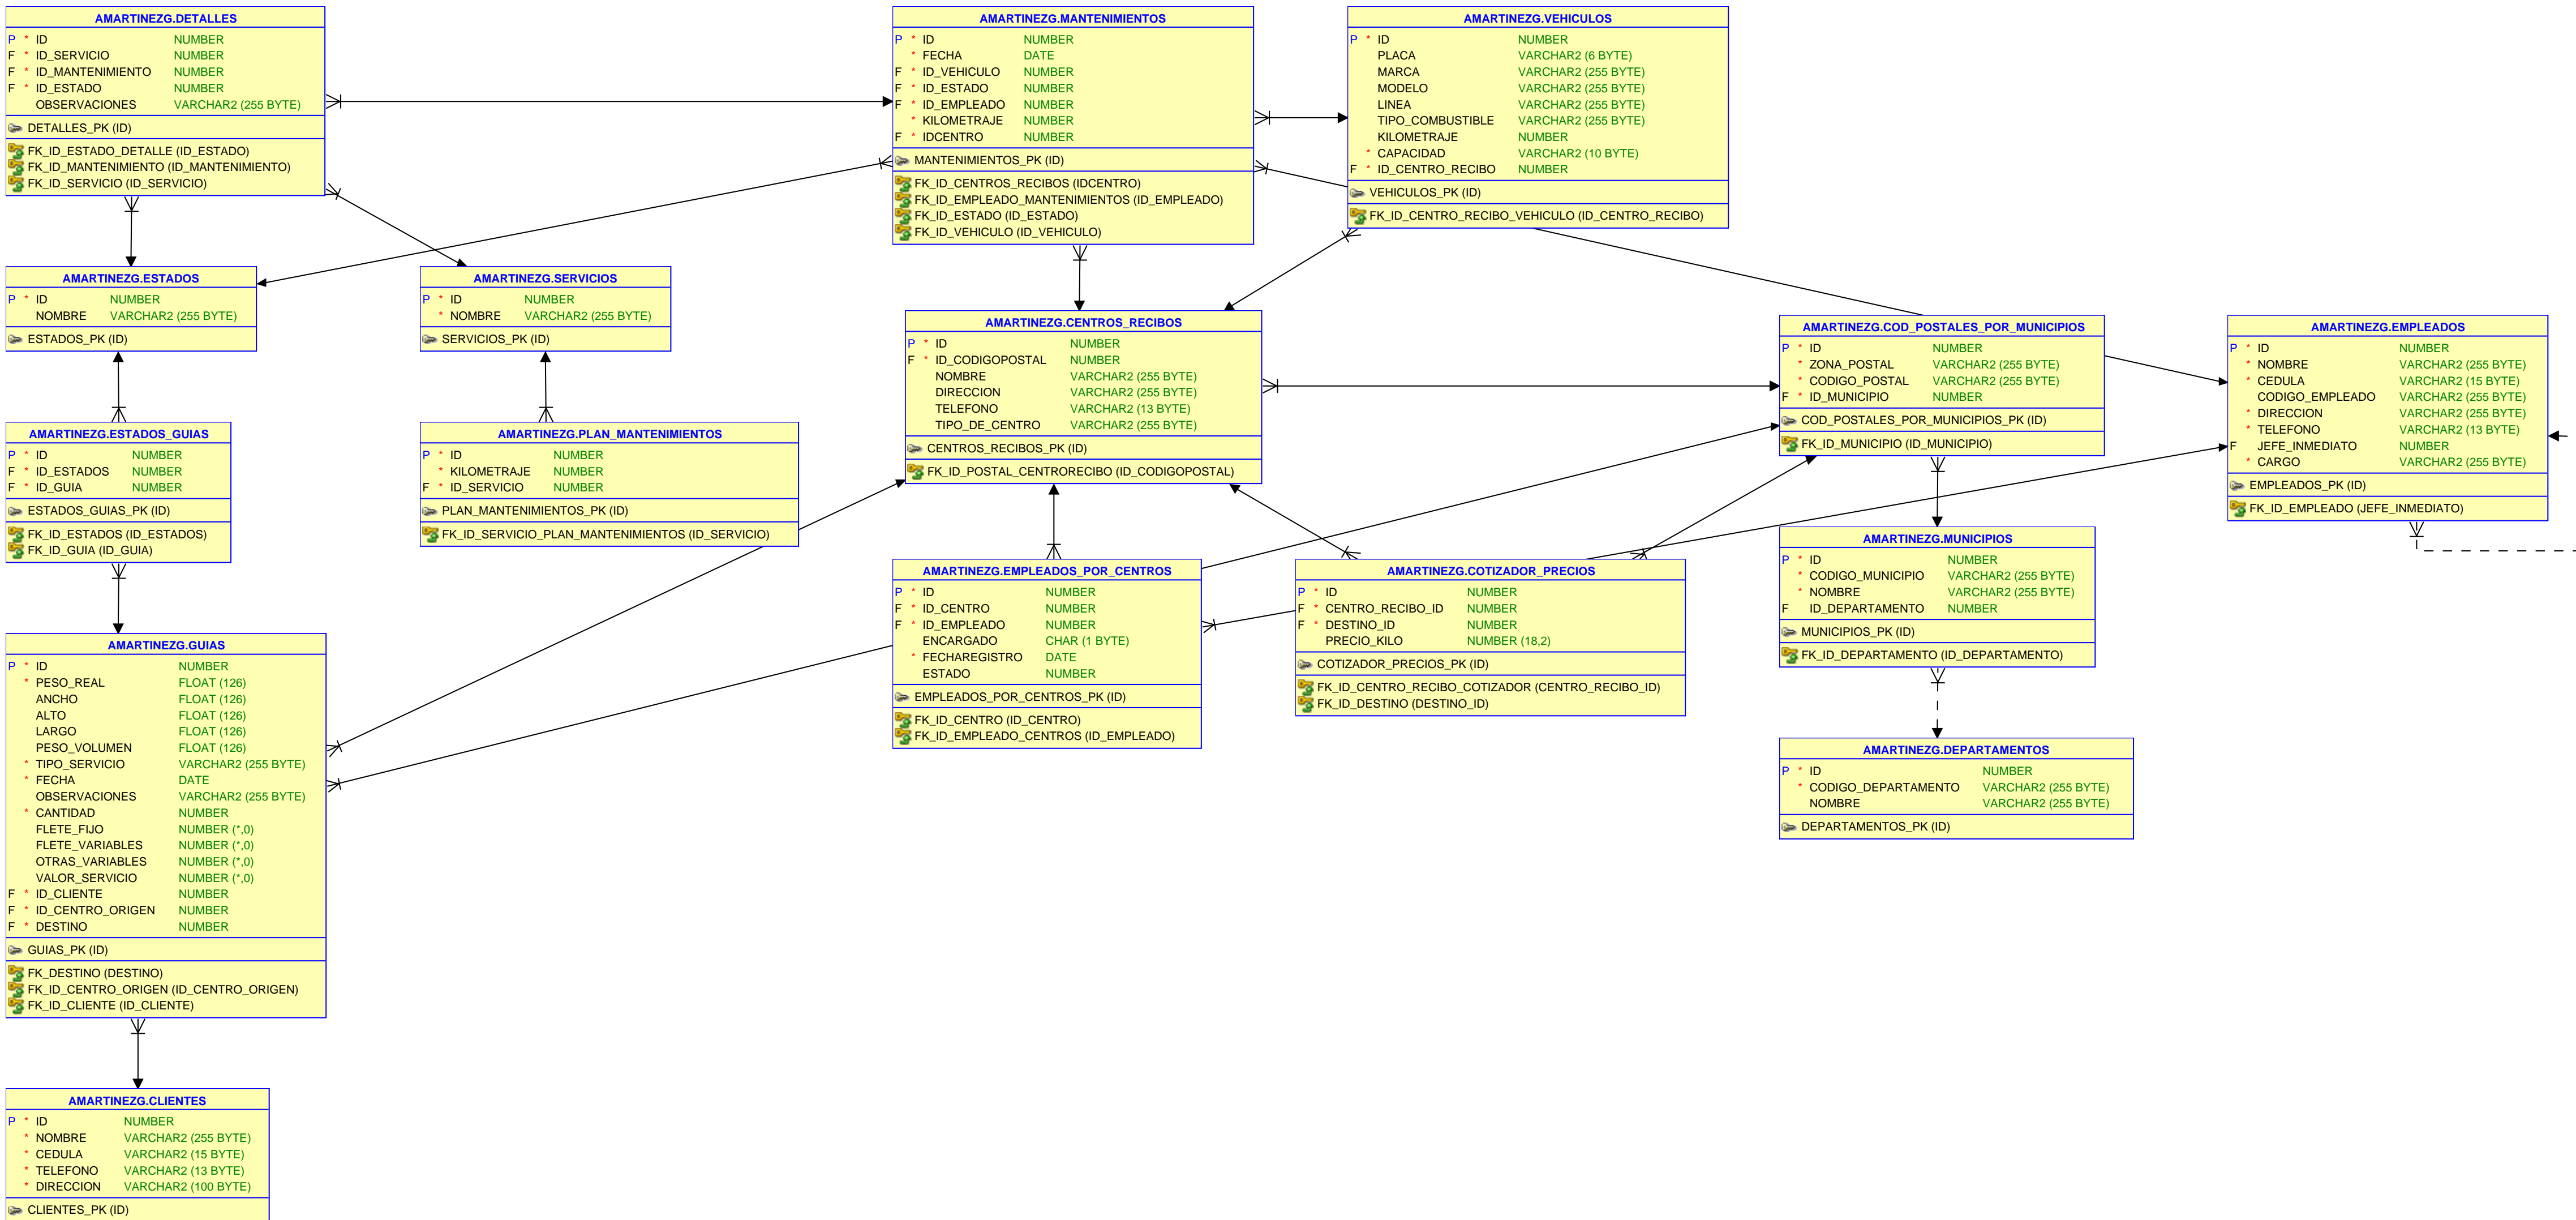 AMARTINEZG.DETALLES
P * ID NUMBER
F * ID_SERVICIO NUMBER
F * ID_MANTENIMIENTO NUMBER
F * ID_ESTADO NUMBER
OBSERVACIONES VARCHAR2 (255 BYTE)
DETALLES_PK (ID)
FK_ID_ESTADO_DETALLE (ID_ESTADO)
FK_ID_MANTENIMIENTO (ID_MANTENIMIENTO)
FK_ID_SERVICIO (ID_SERVICIO)
AMARTINEZG.MANTENIMIENTOS
P * ID NUMBER
* FECHA DATE
F * ID_VEHICULO NUMBER
F * ID_ESTADO NUMBER
F * ID_EMPLEADO NUMBER
* KILOMETRAJE NUMBER
F * IDCENTRO NUMBER
MANTENIMIENTOS_PK (ID)
FK_ID_CENTROS_RECIBOS (IDCENTRO)
FK_ID_EMPLEADO_MANTENIMIENTOS (ID_EMPLEADO)
FK_ID_ESTADO (ID_ESTADO)
FK_ID_VEHICULO (ID_VEHICULO)
AMARTINEZG.VEHICULOS
P * ID NUMBER
PLACA VARCHAR2 (6 BYTE)
MARCA VARCHAR2 (255 BYTE)
MODELO VARCHAR2 (255 BYTE)
LINEA VARCHAR2 (255 BYTE)
TIPO_COMBUSTIBLE VARCHAR2 (255 BYTE)
KILOMETRAJE NUMBER
* CAPACIDAD VARCHAR2 (10 BYTE)
F * ID_CENTRO_RECIBO NUMBER
VEHICULOS_PK (ID)
FK_ID_CENTRO_RECIBO_VEHICULO (ID_CENTRO_RECIBO)
AMARTINEZG.ESTADOS
P * ID NUMBER
NOMBRE VARCHAR2 (255 BYTE)
ESTADOS_PK (ID)
AMARTINEZG.SERVICIOS
P * ID NUMBER
* NOMBRE VARCHAR2 (255 BYTE)
SERVICIOS_PK (ID)
AMARTINEZG.CENTROS_RECIBOS
P * ID NUMBER
F * ID_CODIGOPOSTAL NUMBER
NOMBRE VARCHAR2 (255 BYTE)
DIRECCION VARCHAR2 (255 BYTE)
TELEFONO VARCHAR2 (13 BYTE)
TIPO_DE_CENTRO VARCHAR2 (255 BYTE)
CENTROS_RECIBOS_PK (ID)
FK_ID_POSTAL_CENTRORECIBO (ID_CODIGOPOSTAL)
AMARTINEZG.COD_POSTALES_POR_MUNICIPIOS
P * ID NUMBER
* ZONA_POSTAL VARCHAR2 (255 BYTE)
* CODIGO_POSTAL VARCHAR2 (255 BYTE)
F * ID_MUNICIPIO NUMBER
COD_POSTALES_POR_MUNICIPIOS_PK (ID)
FK_ID_MUNICIPIO (ID_MUNICIPIO)
AMARTINEZG.EMPLEADOS
P * ID NUMBER
* NOMBRE VARCHAR2 (255 BYTE)
* CEDULA VARCHAR2 (15 BYTE)
CODIGO_EMPLEADO VARCHAR2 (255 BYTE)
* DIRECCION VARCHAR2 (255 BYTE)
* TELEFONO VARCHAR2 (13 BYTE)
F JEFE_INMEDIATO NUMBER
* CARGO VARCHAR2 (255 BYTE)
EMPLEADOS_PK (ID)
FK_ID_EMPLEADO (JEFE_INMEDIATO)
AMARTINEZG.ESTADOS_GUIAS
P * ID NUMBER
F * ID_ESTADOS NUMBER
F * ID_GUIA NUMBER
ESTADOS_GUIAS_PK (ID)
FK_ID_ESTADOS (ID_ESTADOS)
FK_ID_GUIA (ID_GUIA)
AMARTINEZG.PLAN_MANTENIMIENTOS
P * ID NUMBER
* KILOMETRAJE NUMBER
F * ID_SERVICIO NUMBER
PLAN_MANTENIMIENTOS_PK (ID)
FK_ID_SERVICIO_PLAN_MANTENIMIENTOS (ID_SERVICIO)
AMARTINEZG.EMPLEADOS_POR_CENTROS
P * ID NUMBER
F * ID_CENTRO NUMBER
F * ID_EMPLEADO NUMBER
ENCARGADO CHAR (1 BYTE)
* FECHAREGISTRO DATE
ESTADO NUMBER
EMPLEADOS_POR_CENTROS_PK (ID)
FK_ID_CENTRO (ID_CENTRO)
FK_ID_EMPLEADO_CENTROS (ID_EMPLEADO)
AMARTINEZG.COTIZADOR_PRECIOS
P * ID NUMBER
F * CENTRO_RECIBO_ID NUMBER
F * DESTINO_ID NUMBER
PRECIO_KILO NUMBER (18,2)
COTIZADOR_PRECIOS_PK (ID)
FK_ID_CENTRO_RECIBO_COTIZADOR (CENTRO_RECIBO_ID)
FK_ID_DESTINO (DESTINO_ID)
AMARTINEZG.MUNICIPIOS
P * ID NUMBER
* CODIGO_MUNICIPIO VARCHAR2 (255 BYTE)
* NOMBRE VARCHAR2 (255 BYTE)
F ID_DEPARTAMENTO NUMBER
MUNICIPIOS_PK (ID)
FK_ID_DEPARTAMENTO (ID_DEPARTAMENTO)
AMARTINEZG.DEPARTAMENTOS
P * ID NUMBER
* CODIGO_DEPARTAMENTO VARCHAR2 (255 BYTE)
NOMBRE VARCHAR2 (255 BYTE)
DEPARTAMENTOS_PK (ID)
AMARTINEZG.GUIAS
P * ID NUMBER
* PESO_REAL FLOAT (126)
ANCHO FLOAT (126)
ALTO FLOAT (126)
LARGO FLOAT (126)
PESO_VOLUMEN FLOAT (126)
* TIPO_SERVICIO VARCHAR2 (255 BYTE)
* FECHA DATE
OBSERVACIONES VARCHAR2 (255 BYTE)
* CANTIDAD NUMBER
FLETE_FIJO NUMBER (*,0)
FLETE_VARIABLES NUMBER (*,0)
OTRAS_VARIABLES NUMBER (*,0)
VALOR_SERVICIO NUMBER (*,0)
F * ID_CLIENTE NUMBER
F * ID_CENTRO_ORIGEN NUMBER
F * DESTINO NUMBER
GUIAS_PK (ID)
FK_DESTINO (DESTINO)
FK_ID_CENTRO_ORIGEN (ID_CENTRO_ORIGEN)
FK_ID_CLIENTE (ID_CLIENTE)
AMARTINEZG.CLIENTES
P * ID NUMBER
* NOMBRE VARCHAR2 (255 BYTE)
* CEDULA VARCHAR2 (15 BYTE)
* TELEFONO VARCHAR2 (13 BYTE)
* DIRECCION VARCHAR2 (100 BYTE)
CLIENTES_PK (ID)